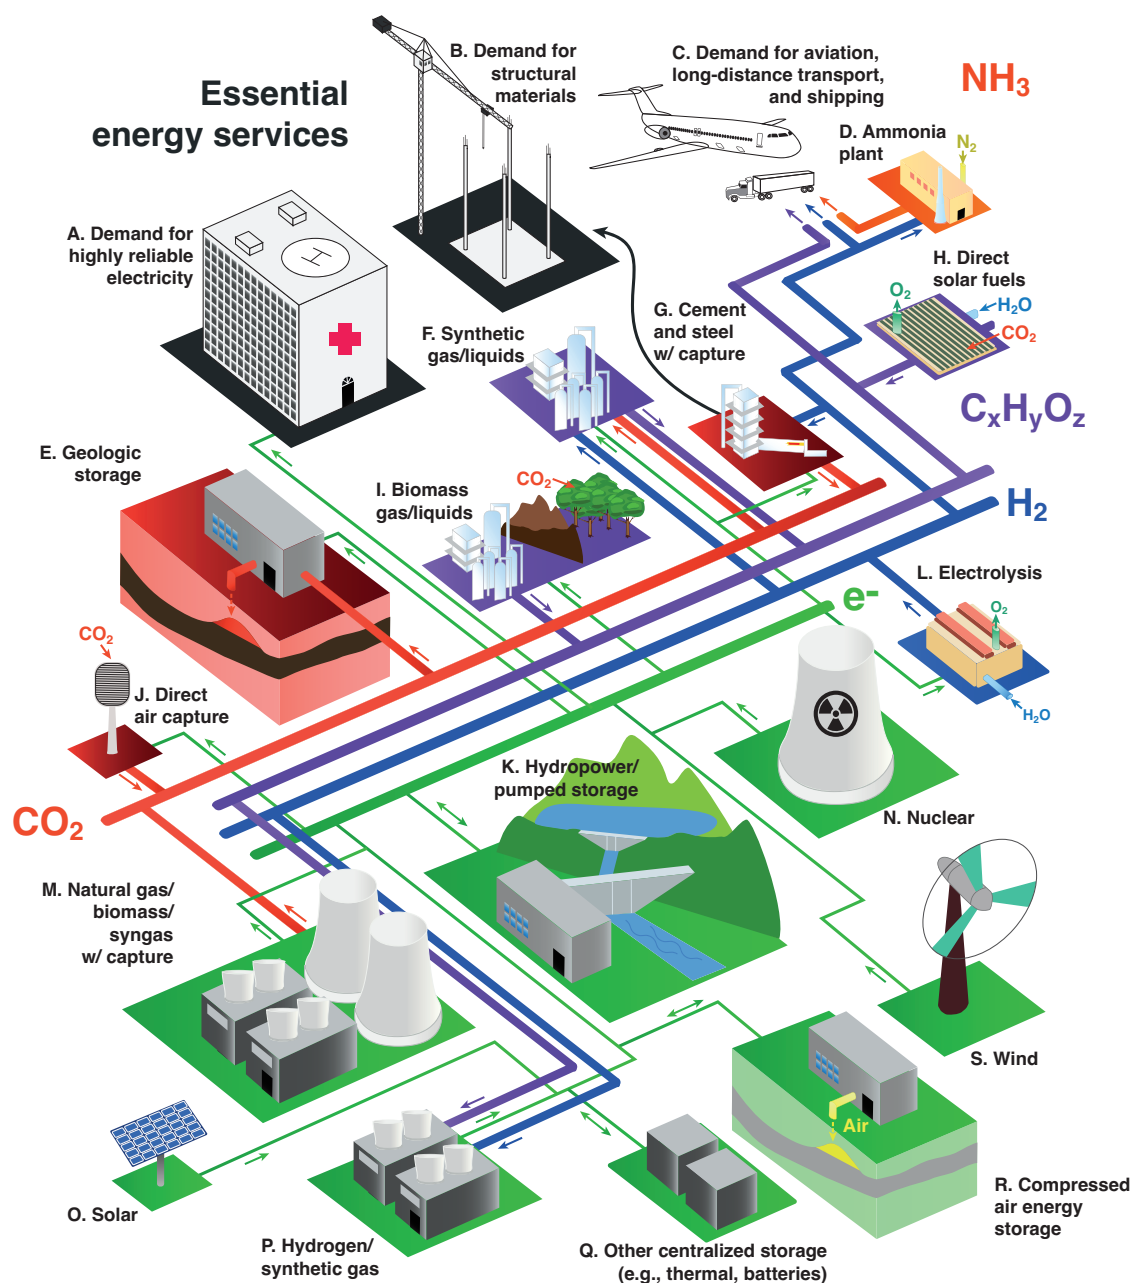 Essential
energy services
B. Demand for
structural
materials
C. Demand for aviation,
long-distance transport,
and shipping
NH₃
D. Ammonia
plant
N₂
A. Demand for
highly reliable
electricity
H
H. Direct
solar fuels
O₂
H₂O
CO₂
F. Synthetic
gas/liquids
G. Cement
and steel
w/ capture
CₓHᵧO_z
E. Geologic
storage
I. Biomass
gas/liquids
CO₂
H₂
L. Electrolysis
e-
O₂
H₂O
CO₂
J. Direct
air capture
K. Hydropower/
pumped storage
N. Nuclear
CO₂
M. Natural gas/
biomass/
syngas
w/ capture
S. Wind
Air
O. Solar
P. Hydrogen/
synthetic gas
Q. Other centralized storage
(e.g., thermal, batteries)
R. Compressed
air energy
storage